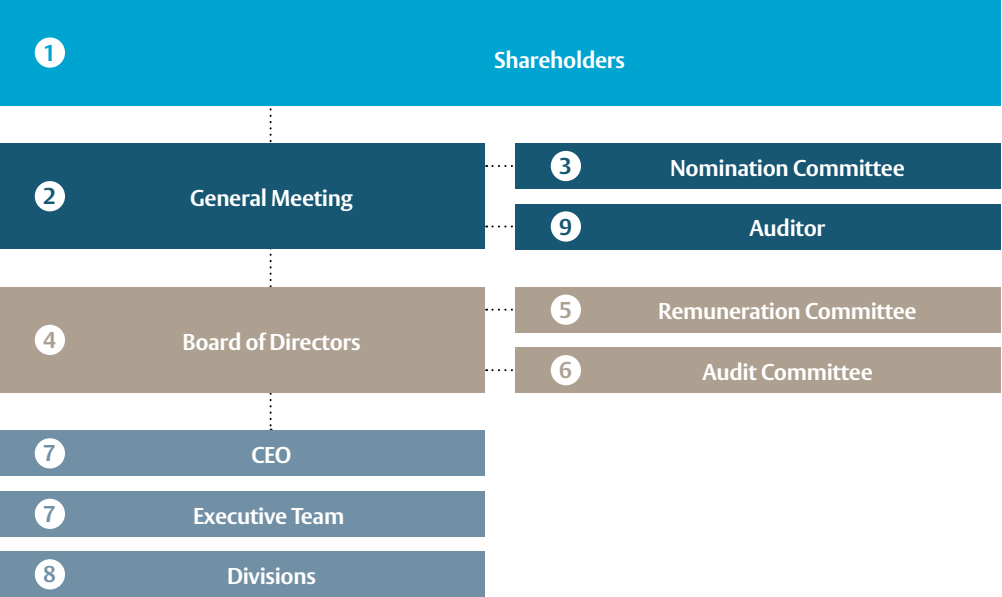 1 Shareholders
2 General Meeting
3 Nomination Committee
9 Auditor
4 Board of Directors
5 Remuneration Committee
6 Audit Committee
7 CEO
7 Executive Team
8 Divisions